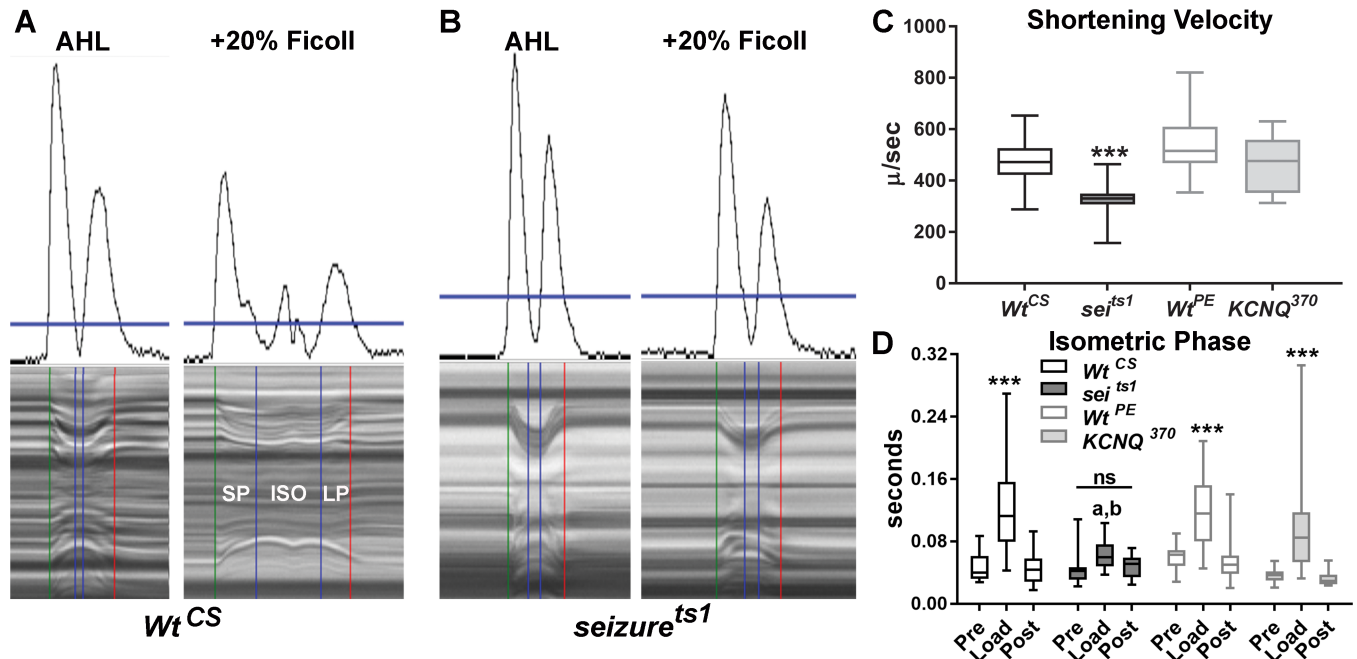 A
AHL
+20% Ficoll
SP
ISO
LP
Wt CS
B
AHL
+20% Ficoll
seizure ts1
C
Shortening Velocity
1000
800
600
400
200
0
μ/sec
***
Wt CS
sei ts1
Wt PE
KCNQ 370
D
Isometric Phase
0.32
0.24
0.16
0.08
0.00
seconds
Wt CS
sei ts1
Wt PE
KCNQ 370
***
ns
a,b
***
***
Pre
Load
Post
Pre
Load
Post
Pre
Load
Post
Pre
Load
Post